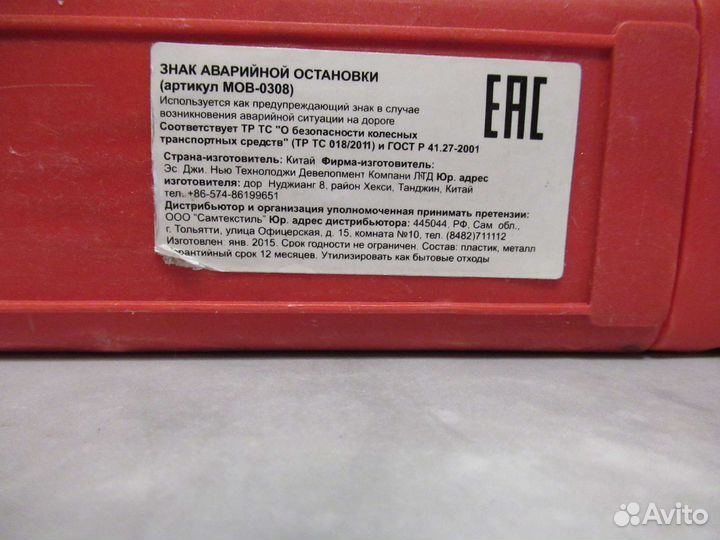 ЗНАК АВАРИЙНОЙ ОСТАНОВКИ
(артикул МОВ-0308)
Используется как предупреждающий знак в случае
возникновения аварийной ситуации на дороге
Соответствует ТР ТС "О безопасности колесных
транспортных средств" (ТР ТС 018/2011) и ГОСТ Р 41.27-2001
Страна-изготовитель: Китай Фирма-изготовитель:
Эс. Джи. Нью Технолоджи Девелопмент Компани ЛТД Юр. адрес
изготовителя: дор Нуджианг 8, район Хекси, Танджин, Китай
тел. +86-574-86199651
Дистрибьютор и организация уполномоченная принимать претензии:
ООО "Самтекстиль" Юр. адрес дистрибьютора: 445044, РФ. Сам обл.,
г. Тольятти, улица Офицерская, д. 15, комната №10, тел. (8482)711112
Изготовлен: янв. 2015. Срок годности не ограничен. Состав: пластик, металл
Гарантийный срок 12 месяцев. Утилизировать как бытовые отходы
EAC
Avito